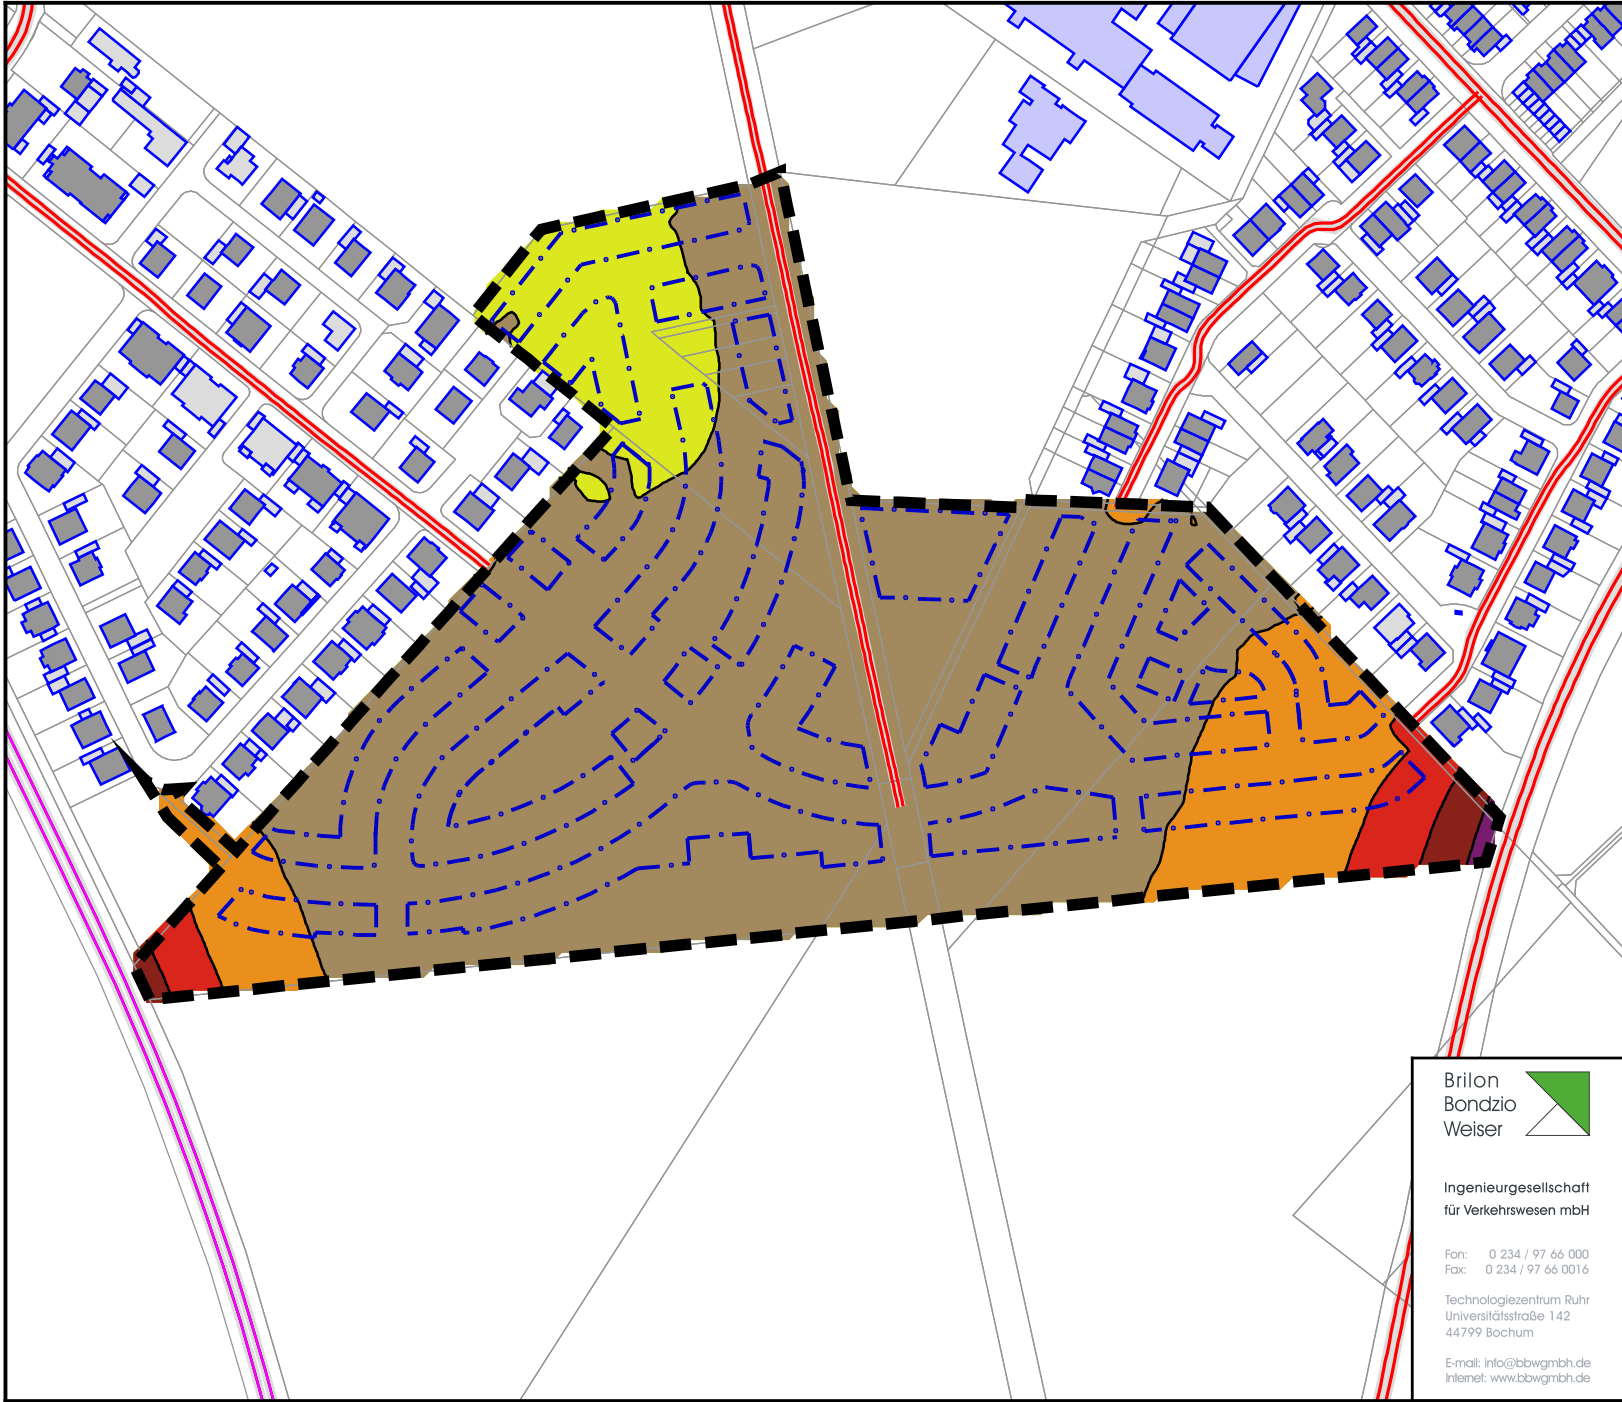 Brilon
Bondzio
Weiser
Ingenieurgesellschaft
für Verkehrswesen mbH
Fon: 0 234 / 97 66 000
Fax: 0 234 / 97 66 0016
Technologiezentrum Ruhr
Universitätsstraße 142
44799 Bochum
E-mail: info@bbwgmbh.de
Internet: www.bbwgmbh.de